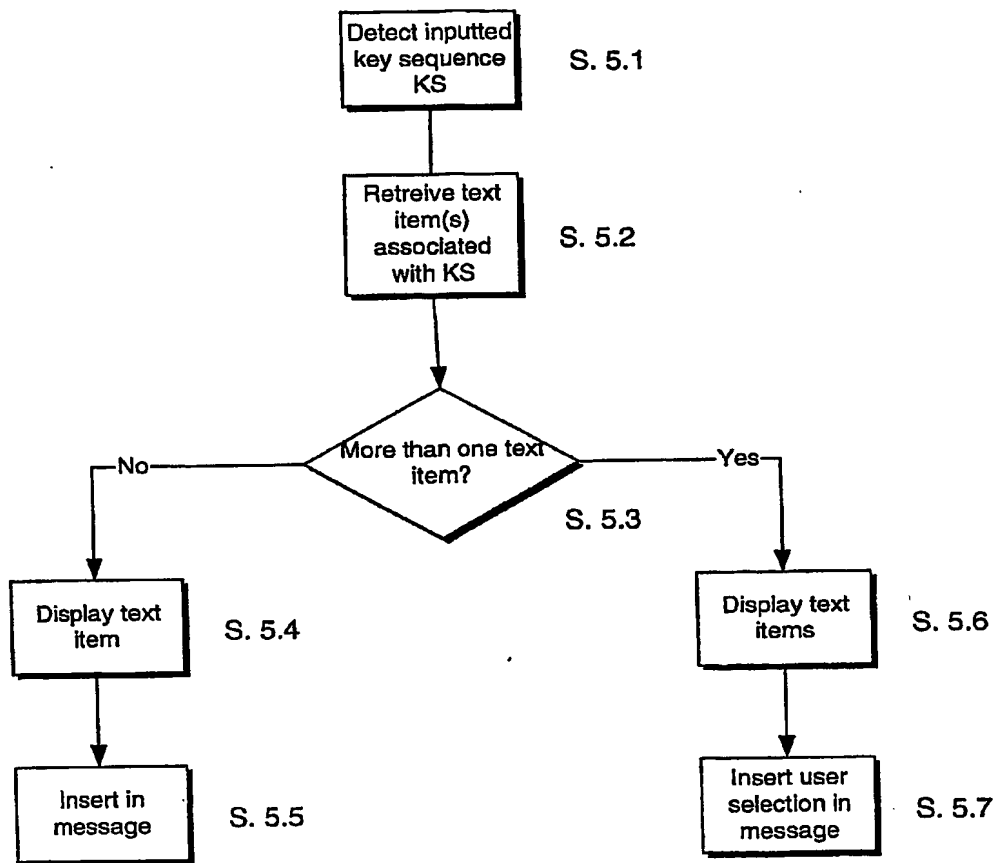 Detect inputted
key sequence
KS
S. 5.1
Retreive text
item(s)
associated
with KS
S. 5.2
More than one text
item?
No
Yes
S. 5.3
Display text
item
S. 5.4
Display text
items
S. 5.6
Insert in
message
S. 5.5
Insert user
selection in
message
S. 5.7